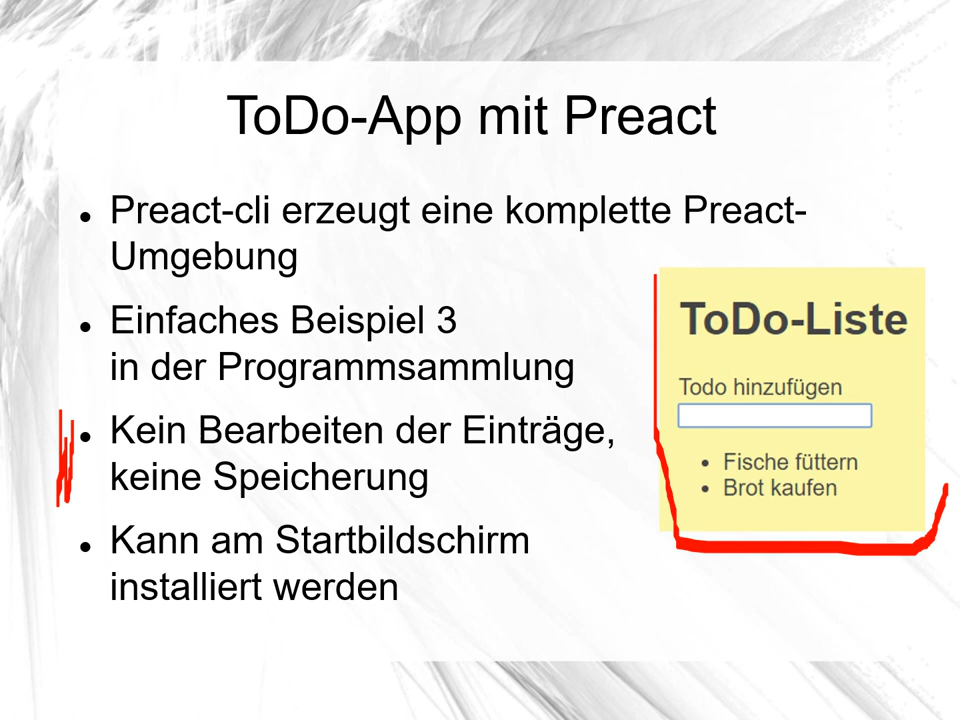 ToDo-App mit Preact
Preact-cli erzeugt eine komplette Preact-
Umgebung
Einfaches Beispiel 3
in der Programmsammlung
Kein Bearbeiten der Einträge,
keine Speicherung
Kann am Startbildschirm
installiert werden
ToDo-Liste
Todo hinzufügen
Fische füttern
Brot kaufen